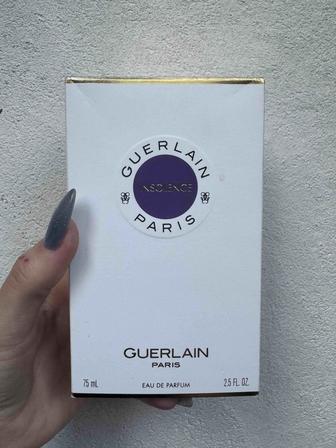 GUERLAIN
INSOLENCE
PARIS
GUERLAIN
PARIS
75 mL
EAU DE PARFUM
2.5 FL. OZ.